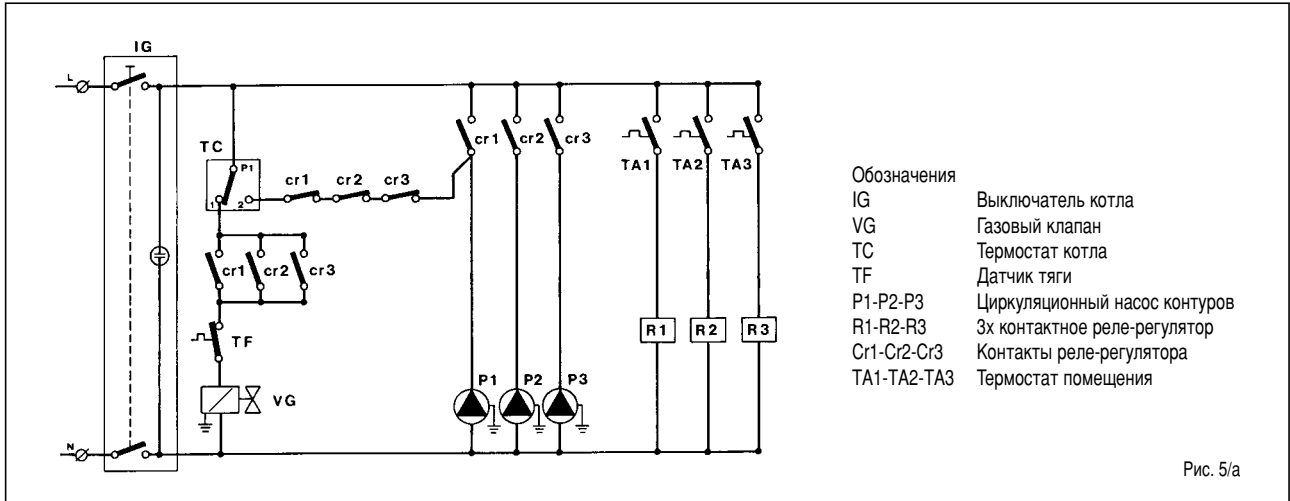 IG
L
cr1
cr2
cr3
TC
P1
1
2
cr1
cr2
cr3
TA1
TA2
TA3
cr1
cr2
cr3
TF
R1
R2
R3
VG
P1
P2
P3
N
Обозначения
IG Выключатель котла
VG Газовый клапан
TC Термостат котла
TF Датчик тяги
P1-P2-P3 Циркуляционный насос контуров
R1-R2-R3 3х контактное реле-регулятор
Cr1-Cr2-Cr3 Контакты реле-регулятора
TA1-TA2-TA3 Термостат помещения
Рис. 5/a